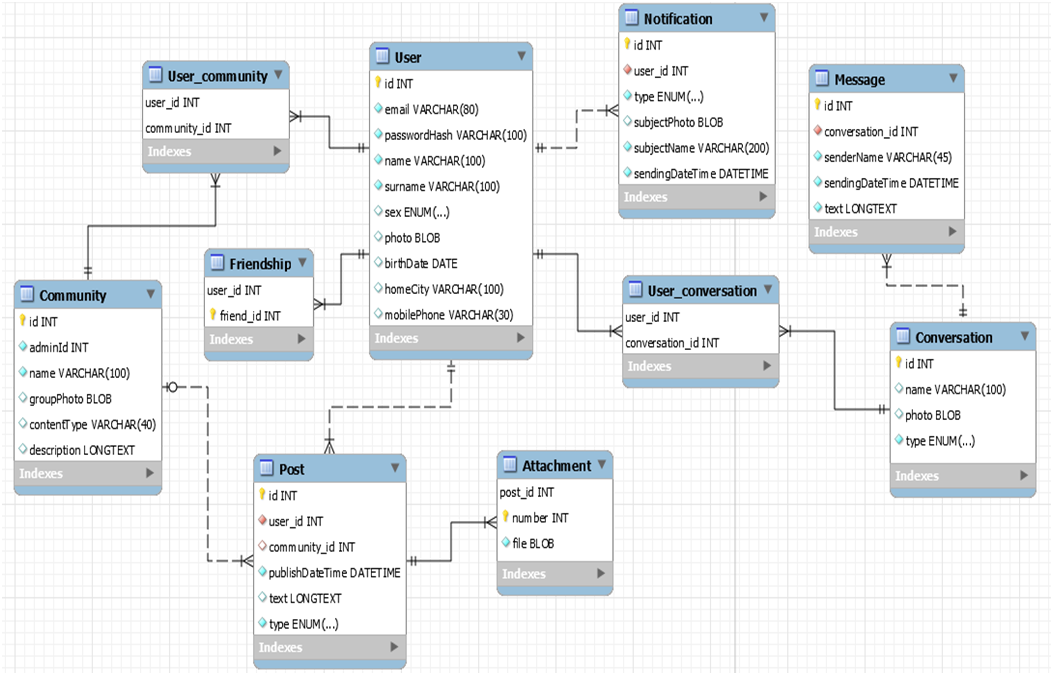 User_community
user_id INT
community_id INT
Indexes
User
id INT
email VARCHAR(80)
passwordHash VARCHAR(100)
name VARCHAR(100)
surname VARCHAR(100)
sex ENUM(...)
photo BLOB
birthDate DATE
homeCity VARCHAR(100)
mobilePhone VARCHAR(30)
Indexes
Notification
id INT
user_id INT
type ENUM(...)
subjectPhoto BLOB
subjectName VARCHAR(200)
sendingDateTime DATETIME
Indexes
Message
id INT
conversation_id INT
senderName VARCHAR(45)
sendingDateTime DATETIME
text LONGTEXT
Indexes
Friendship
user_id INT
friend_id INT
Indexes
Community
id INT
adminId INT
name VARCHAR(100)
groupPhoto BLOB
contentType VARCHAR(40)
description LONGTEXT
Indexes
User_conversation
user_id INT
conversation_id INT
Indexes
Conversation
id INT
name VARCHAR(100)
photo BLOB
type ENUM(...)
Indexes
Post
id INT
user_id INT
community_id INT
publishDateTime DATETIME
text LONGTEXT
type ENUM(...)
Indexes
Attachment
post_id INT
number INT
file BLOB
Indexes